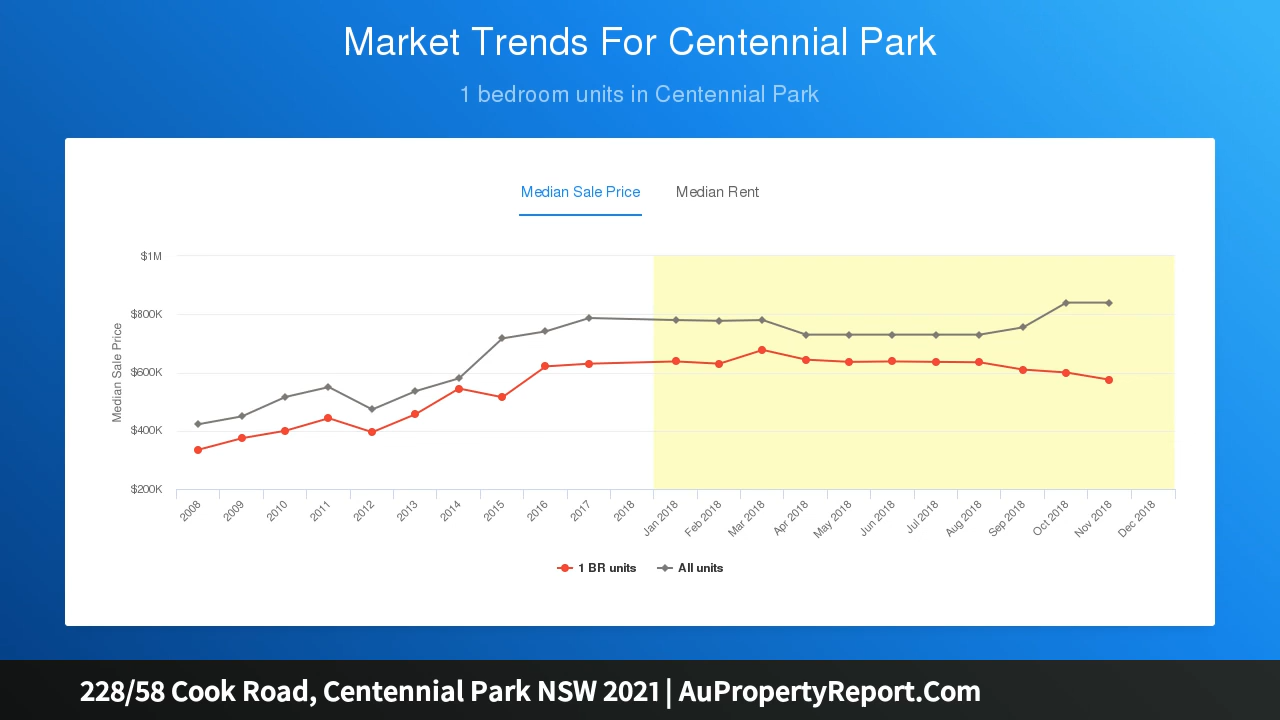 Market Trends For Centennial Park
1 bedroom units in Centennial Park
Median Sale Price Median Rent
$1M
$800K
$600K
$400K
$200K
Median Sale Price
2008 2009 2010 2011 2012 2013 2014 2015 2016 2017 2018 Jan 2018 Feb 2018 Mar 2018 Apr 2018 May 2018 Jun 2018 Jul 2018 Aug 2018 Sep 2018 Oct 2018 Nov 2018 Dec 2018
1 BR units All units
228/58 Cook Road, Centennial Park NSW 2021 | AuPropertyReport.Com